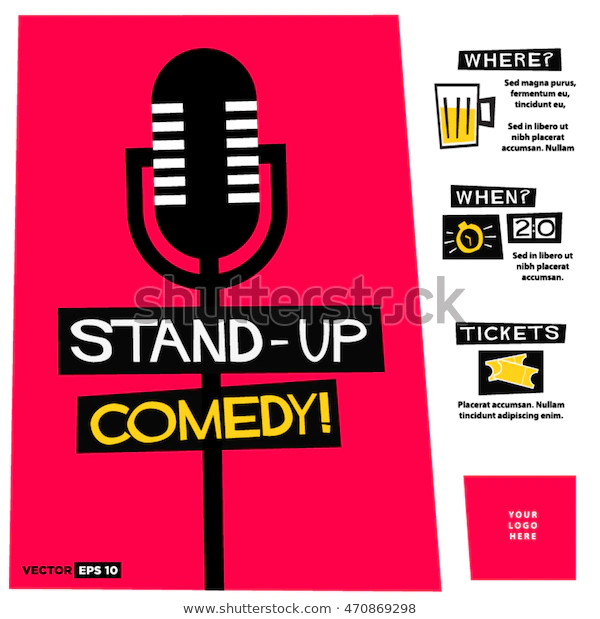 STAND-UP
COMEDY!
VECTOR EPS 10
WHERE?
Sed magna purus,
fermentum eu,
tincidunt eu,
Sed in libero ut
nibh placerat
accumsan. Nullam
WHEN?
2:0
Sed in libero ut
nibh placerat
accumsan.
TICKETS
Placerat accumsan. Nullam
tincidunt adipiscing enim.
YOUR
LOGO
HERE
shutterstock
www.shutterstock.com · 470869298